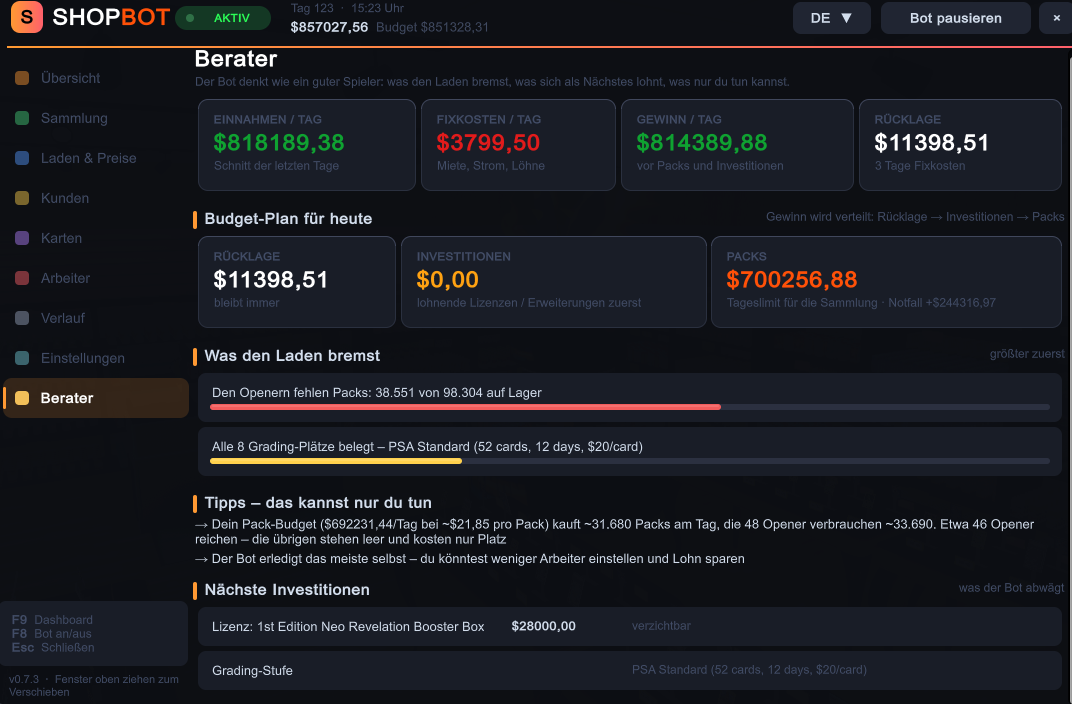 S SHOPBOT
AKTIV
Tag 123 · 15:23 Uhr
$857027,56 Budget $851328,31
DE ▼
Bot pausieren
×
Übersicht
Sammlung
Laden & Preise
Kunden
Karten
Arbeiter
Verlauf
Einstellungen
Berater
F9 Dashboard
F8 Bot an/aus
Esc Schließen
v0.7.3 · Fenster oben ziehen zum
Verschieben
Berater
Der Bot denkt wie ein guter Spieler: was den Laden bremst, was sich als Nächstes lohnt, was nur du tun kannst.
EINNAHMEN / TAG
$818189,38
Schnitt der letzten Tage
FIXKOSTEN / TAG
$3799,50
Miete, Strom, Löhne
GEWINN / TAG
$814389,88
vor Packs und Investitionen
RÜCKLAGE
$11398,51
3 Tage Fixkosten
Budget-Plan für heute
Gewinn wird verteilt: Rücklage → Investitionen → Packs
RÜCKLAGE
$11398,51
bleibt immer
INVESTITIONEN
$0,00
lohnende Lizenzen / Erweiterungen zuerst
PACKS
$700256,88
Tageslimit für die Sammlung · Notfall +$244316,97
Was den Laden bremst
größter zuerst
Den Openern fehlen Packs: 38.551 von 98.304 auf Lager
Alle 8 Grading-Plätze belegt – PSA Standard (52 cards, 12 days, $20/card)
Tipps – das kannst nur du tun
→ Dein Pack-Budget ($692231,44/Tag bei ~$21,85 pro Pack) kauft ~31.680 Packs am Tag, die 48 Opener verbrauchen ~33.690. Etwa 46 Opener
reichen – die übrigen stehen leer und kosten nur Platz
→ Der Bot erledigt das meiste selbst – du könntest weniger Arbeiter einstellen und Lohn sparen
Nächste Investitionen
was der Bot abwägt
Lizenz: 1st Edition Neo Revelation Booster Box $28000,00 verzichtbar
Grading-Stufe PSA Standard (52 cards, 12 days, $20/card)